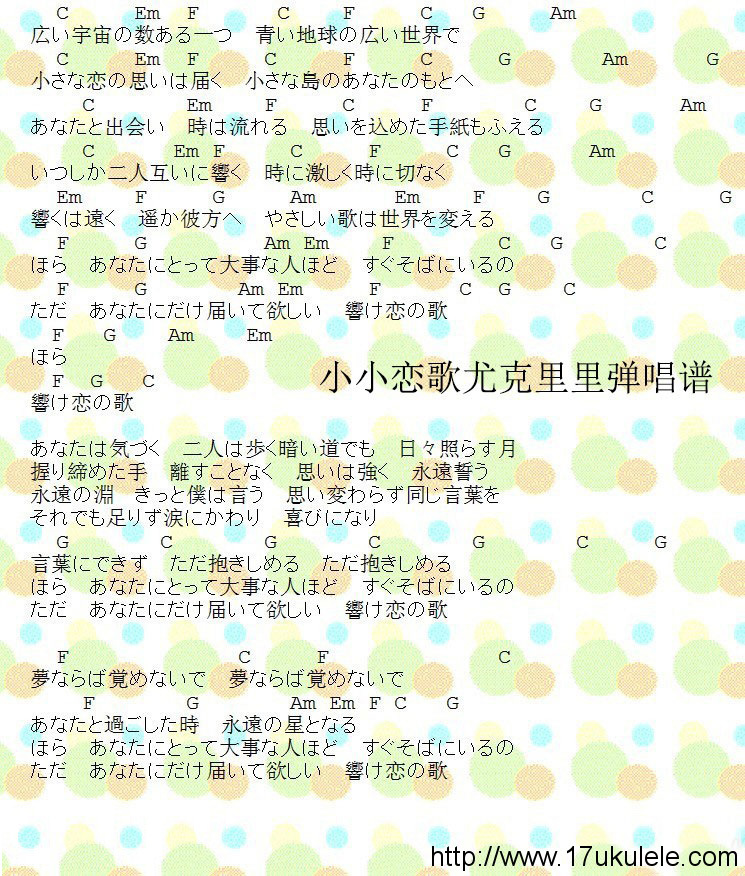 C Em F C F C G Am
広い宇宙の数ある一つ 青い地球の広い世界で
C Em F C F C G Am G
小さな恋の思いは届く 小さな島のあなたのもとへ
C Em F C F C G Am
あなたと出会い 時は流れる 思いを込めた手紙もふえる
C Em F C F C G Am
いつしか二人互いに響く 時に激しく時に切なく
Em F G Am Em F G C G
響くは遠く 遥か彼方へ やさしい歌は世界を変える
F G Am Em F C G C
ほら あなたにとって大事な人ほど すぐそばにいるの
F G Am Em F C G C
ただ あなたにだけ届いて欲しい 響け恋の歌
F G Am Em
ほら
小小恋歌尤克里里弹唱谱
F G C
響け恋の歌
あなたは気づく 二人は歩く暗い道でも 日々照らす月
握り締めた手 離すことなく 思いは強く 永遠誓う
永遠の淵 きっと僕は言う 思い変わらず同じ言葉を
それでも足りず涙にかわり 喜びになり
G C G C G C G
言葉にできず ただ抱きしめる ただ抱きしめる
ほら あなたにとって大事な人ほど すぐそばにいるの
ただ あなたにだけ届いて欲しい 響け恋の歌
F C F C
夢ならば覚めないで 夢ならば覚めないで
F G Am Em F C G
あなたと過ごした時 永遠の星となる
ほら あなたにとって大事な人ほど すぐそばにいるの
ただ あなたにだけ届いて欲しい 響け恋の歌
http://www.17ukulele.com